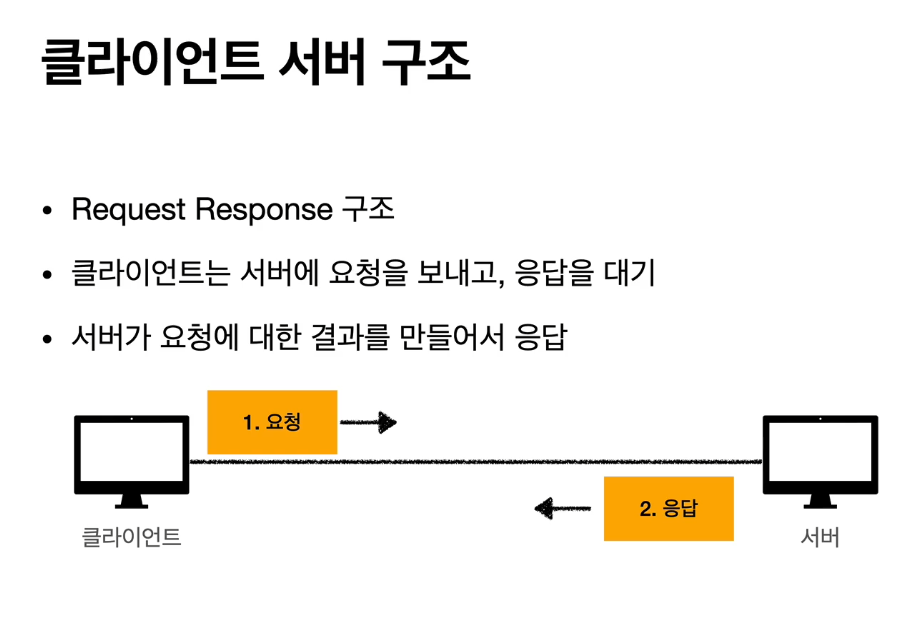 클라이언트 서버 구조
• Request Response 구조
• 클라이언트는 서버에 요청을 보내고, 응답을 대기
• 서버가 요청에 대한 결과를 만들어서 응답
1. 요청
2. 응답
클라이언트
서버